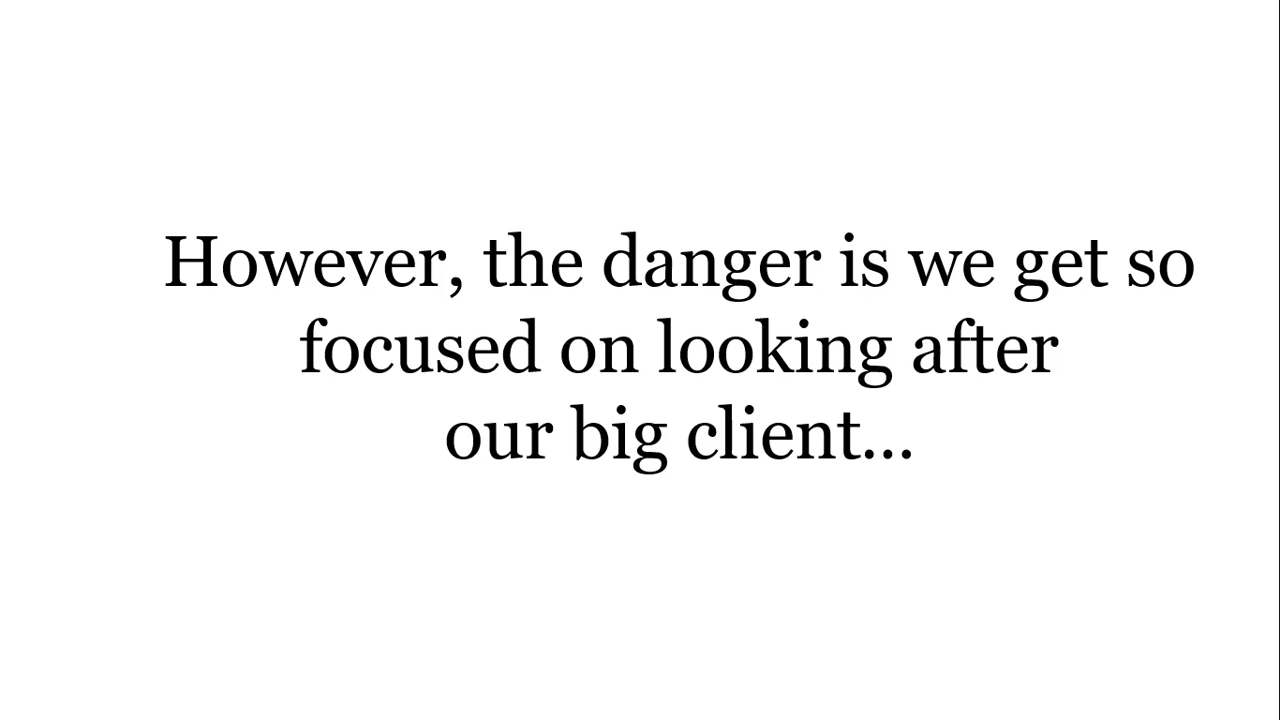 However, the danger is we get so
focused on looking after
our big client...